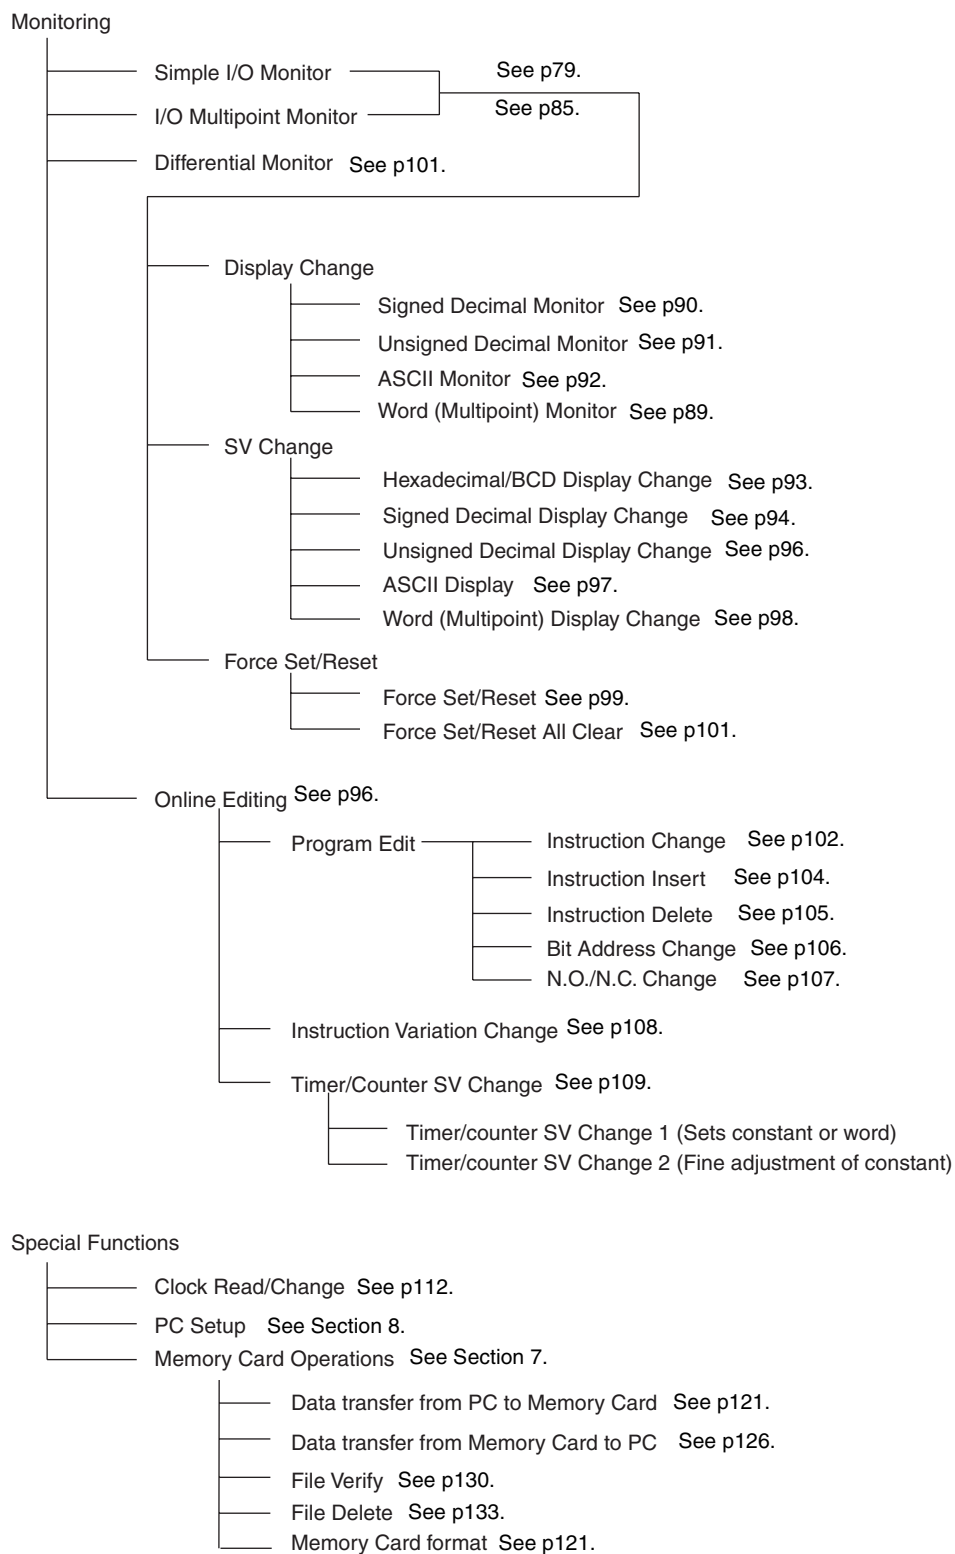 Monitoring
Simple I/O Monitor See p79.
I/O Multipoint Monitor See p85.
Differential Monitor See p101.
Display Change
Signed Decimal Monitor See p90.
Unsigned Decimal Monitor See p91.
ASCII Monitor See p92.
Word (Multipoint) Monitor See p89.
SV Change
Hexadecimal/BCD Display Change See p93.
Signed Decimal Display Change See p94.
Unsigned Decimal Display Change See p96.
ASCII Display See p97.
Word (Multipoint) Display Change See p98.
Force Set/Reset
Force Set/Reset See p99.
Force Set/Reset All Clear See p101.
Online Editing See p96.
Program Edit Instruction Change See p102.
Instruction Insert See p104.
Instruction Delete See p105.
Bit Address Change See p106.
N.O./N.C. Change See p107.
Instruction Variation Change See p108.
Timer/Counter SV Change See p109.
Timer/counter SV Change 1 (Sets constant or word)
Timer/counter SV Change 2 (Fine adjustment of constant)
Special Functions
Clock Read/Change See p112.
PC Setup See Section 8.
Memory Card Operations See Section 7.
Data transfer from PC to Memory Card See p121.
Data transfer from Memory Card to PC See p126.
File Verify See p130.
File Delete See p133.
Memory Card format See p121.